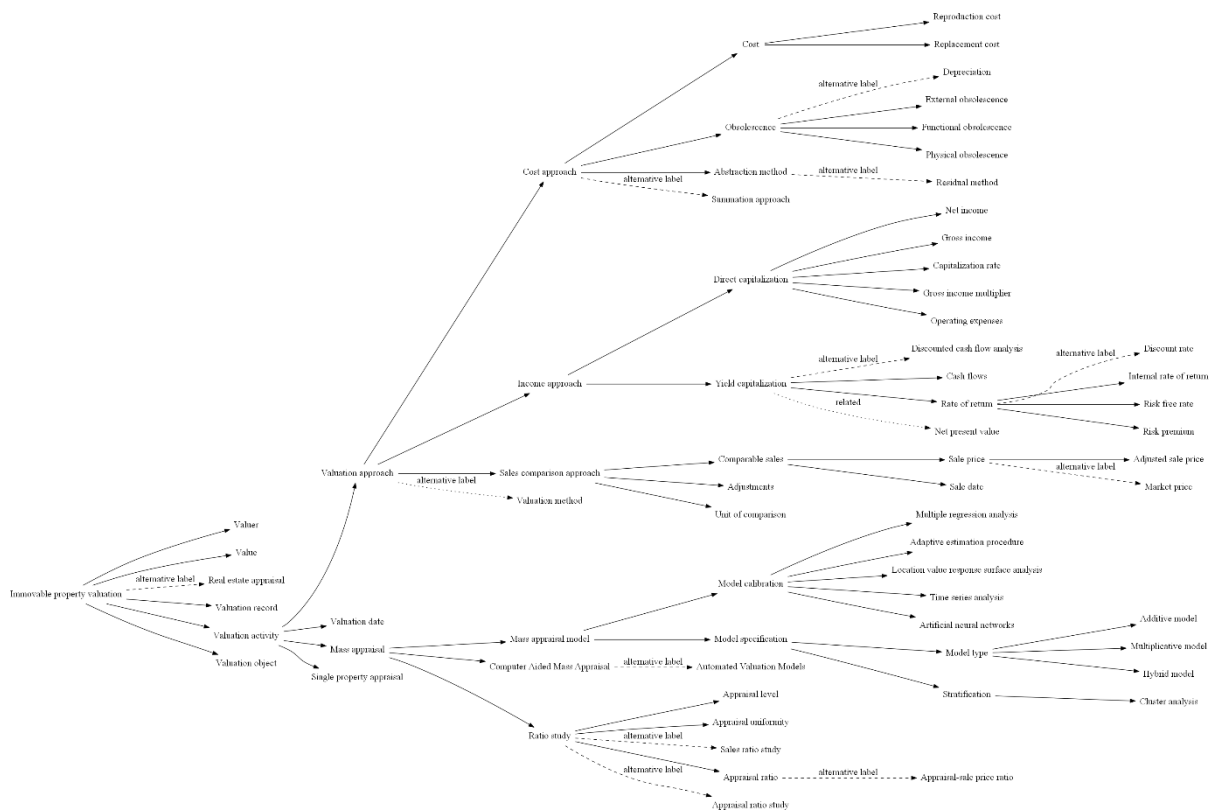 Reproduction cost
Cost
Replacement cost
Depreciation
alternative label
External obsolescence
Obsolescence
Functional obsolescence
Physical obsolescence
Cost approach
Abstraction method
alternative label
alternative label
Residual method
Summation approach
Net income
Gross income
Direct capitalization
Capitalization rate
Gross income multiplier
Operating expenses
Discounted cash flow analysis
Discount rate
alternative label
alternative label
Income approach
Yield capitalization
Cash flows
Internal rate of return
related
Rate of return
Risk free rate
Net present value
Risk premium
Valuation approach
Sales comparison approach
Comparable sales
Sale price
Adjusted sale price
alternative label
alternative label
Adjustments
Sale date
Market price
Valuation method
Unit of comparison
Multiple regression analysis
Valuer
Adaptive estimation procedure
Value
Location value response surface analysis
alternative label
Real estate appraisal
Model calibration
Immovable property valuation
Time series analysis
Valuation record
Artificial neural networks
Additive model
Valuation date
Valuation activity
Mass appraisal
Mass appraisal model
Model specification
Model type
Multiplicative model
Valuation object
Computer Aided Mass Appraisal
alternative label
Automated Valuation Models
Hybrid model
Single property appraisal
Stratification
Cluster analysis
Appraisal level
Appraisal uniformity
Ratio study
alternative label
Sales ratio study
alternative label
Appraisal ratio
alternative label
Appraisal-sale price ratio
Appraisal ratio study